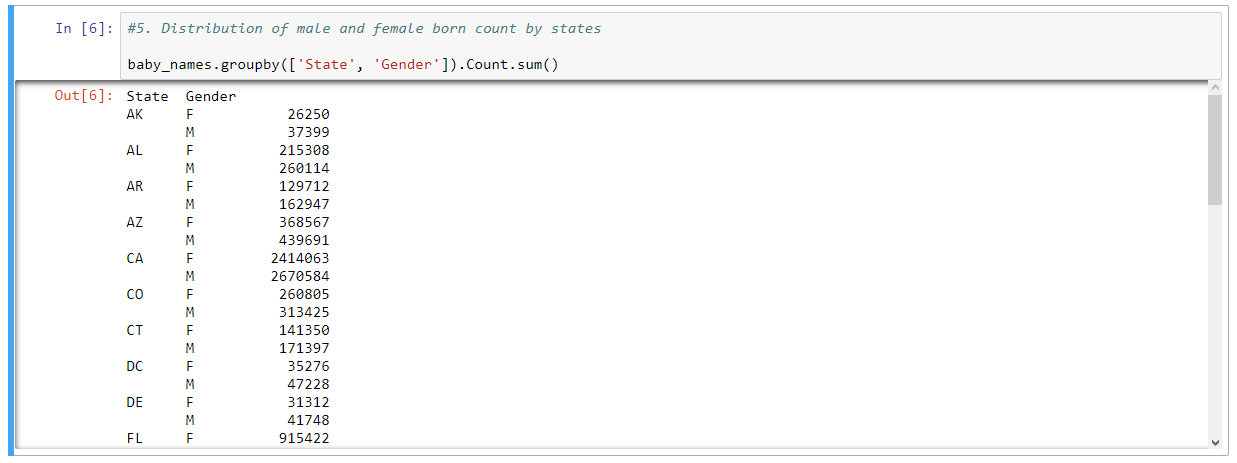 In [6]: #5. Distribution of male and female born count by states
baby_names.groupby(['State', 'Gender']).Count.sum()
Out[6]: State Gender
AK F 26250
M 37399
AL F 215308
M 260114
AR F 129712
M 162947
AZ F 368567
M 439691
CA F 2414063
M 2670584
CO F 260805
M 313425
CT F 141350
M 171397
DC F 35276
M 47228
DE F 31312
M 41748
FL F 915422